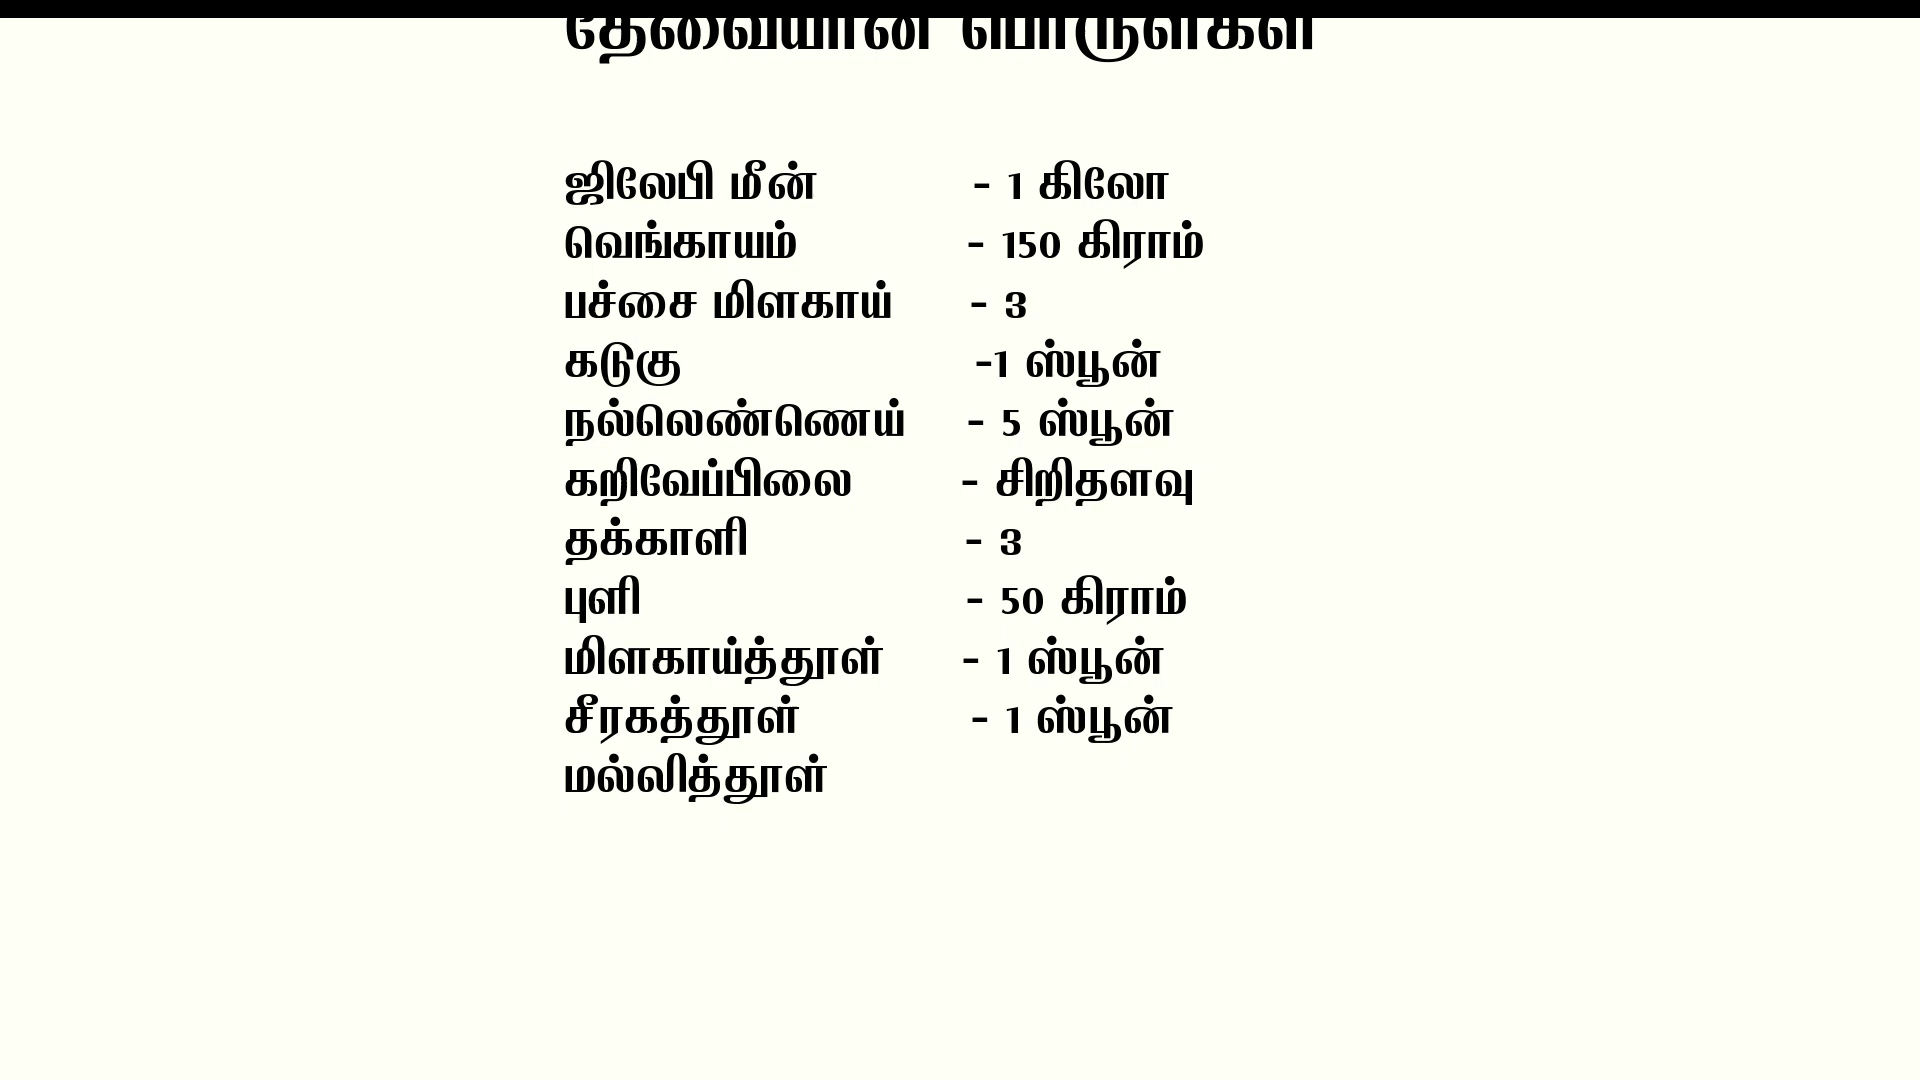 தேவையான பொருள்கள்
ஜிலேபி மீன் - 1 கிலோ
வெங்காயம் - 150 கிராம்
பச்சை மிளகாய் - 3
கடுகு -1 ஸ்பூன்
நல்லெண்ணெய் - 5 ஸ்பூன்
கறிவேப்பிலை - சிறிதளவு
தக்காளி - 3
புளி - 50 கிராம்
மிளகாய்த்தூள் - 1 ஸ்பூன்
சீரகத்தூள் - 1 ஸ்பூன்
மல்லித்தூள்